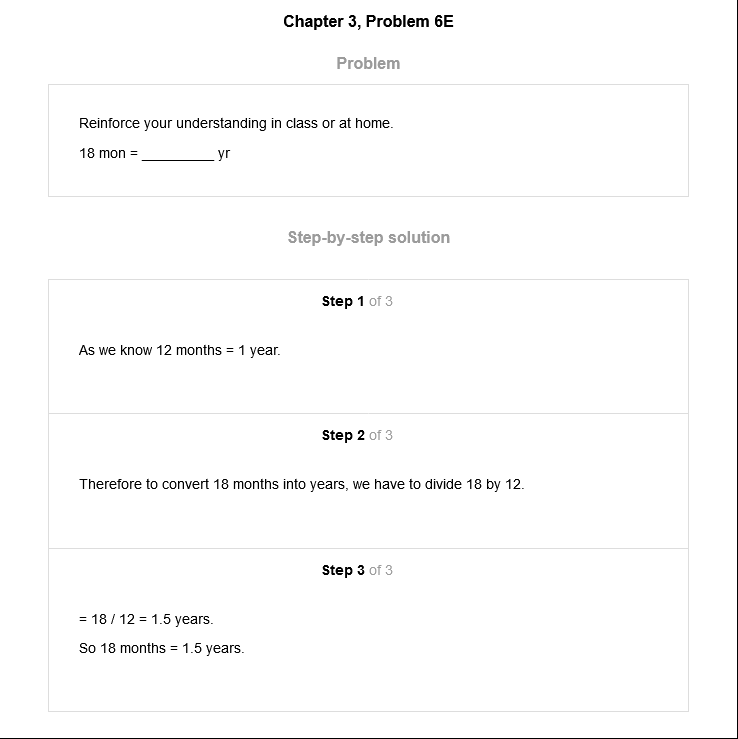 Chapter 3, Problem 6E
Problem
Reinforce your understanding in class or at home.
18 mon = _________ yr
Step-by-step solution
Step 1 of 3
As we know 12 months = 1 year.
Step 2 of 3
Therefore to convert 18 months into years, we have to divide 18 by 12.
Step 3 of 3
= 18 / 12 = 1.5 years.
So 18 months = 1.5 years.